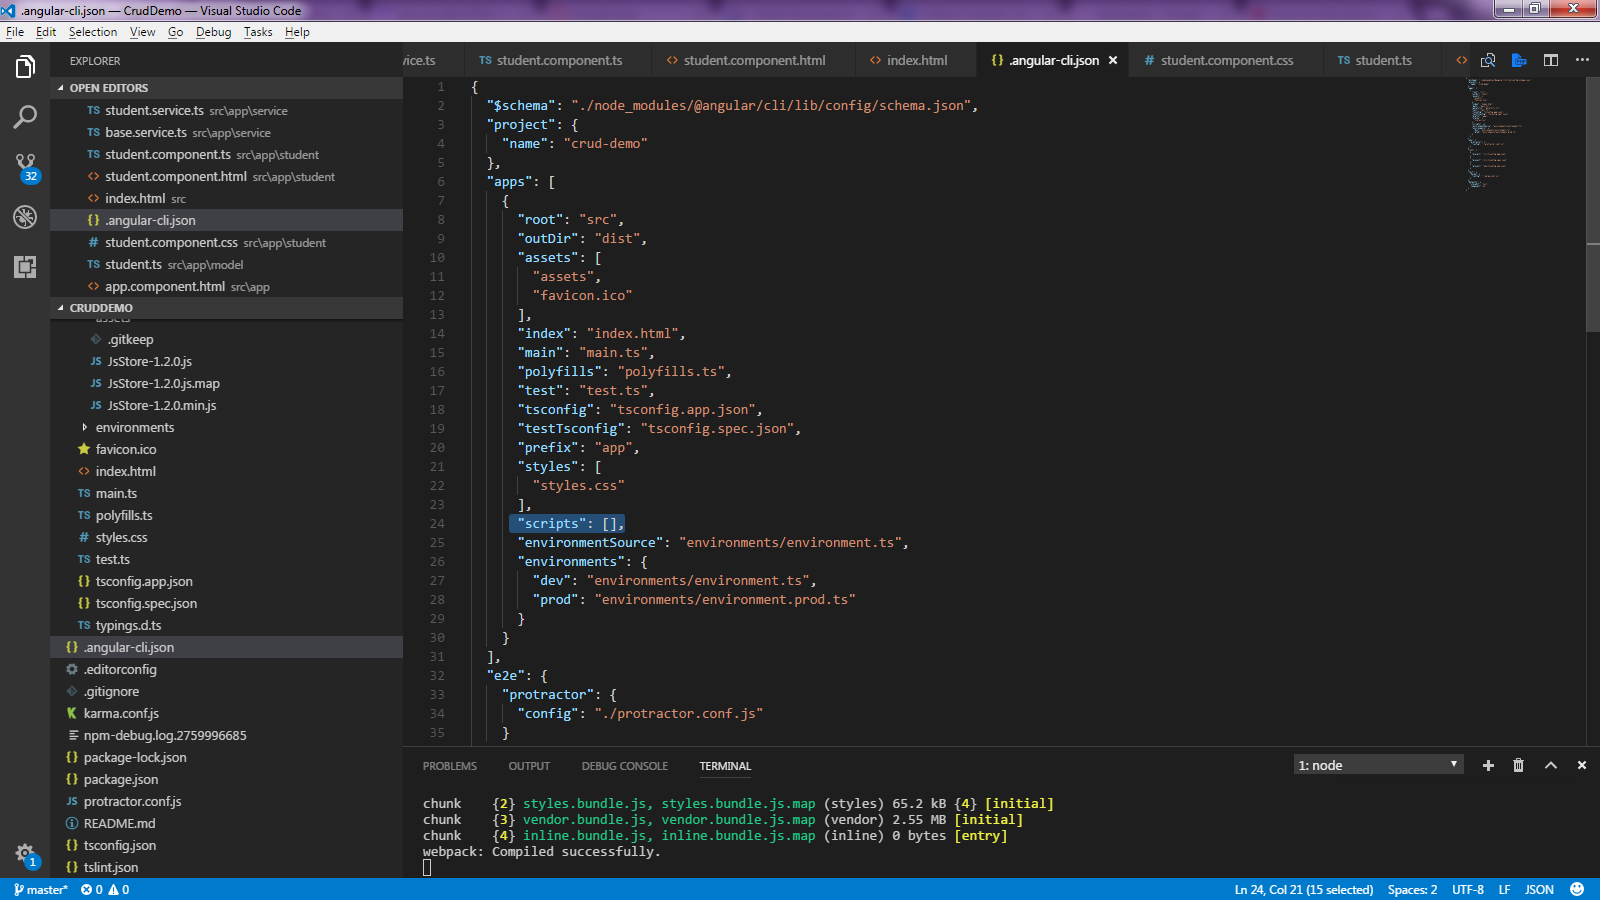 .angular-cli.json — CrudDemo — Visual Studio Code
File Edit Selection View Go Debug Tasks Help
EXPLORER
OPEN EDITORS
TS student.service.ts src\app\service
TS base.service.ts src\app\service
TS student.component.ts src\app\student
<> student.component.html src\app\student
<> index.html src
{} .angular-cli.json
# student.component.css src\app\student
TS student.ts src\app\model
<> app.component.html src\app
CRUDDEMO
assets
.gitkeep
JS JsStore-1.2.0.js
JS JsStore-1.2.0.js.map
JS JsStore-1.2.0.min.js
environments
favicon.ico
<> index.html
TS main.ts
TS polyfills.ts
# styles.css
TS test.ts
{} tsconfig.app.json
{} tsconfig.spec.json
TS typings.d.ts
{} .angular-cli.json
.editorconfig
.gitignore
K karma.conf.js
npm-debug.log.2759996685
{} package-lock.json
{} package.json
JS protractor.conf.js
README.md
{} tsconfig.json
{} tslint.json
32
1
vice.ts TS student.component.ts <> student.component.html <> index.html {} .angular-cli.json × # student.component.css TS student.ts <>
1 {
2 "$schema": "./node_modules/@angular/cli/lib/config/schema.json",
3 "project": {
4 "name": "crud-demo"
5 },
6 "apps": [
7 {
8 "root": "src",
9 "outDir": "dist",
10 "assets": [
11 "assets",
12 "favicon.ico"
13 ],
14 "index": "index.html",
15 "main": "main.ts",
16 "polyfills": "polyfills.ts",
17 "test": "test.ts",
18 "tsconfig": "tsconfig.app.json",
19 "testTsconfig": "tsconfig.spec.json",
20 "prefix": "app",
21 "styles": [
22 "styles.css"
23 ],
24 "scripts": [],
25 "environmentSource": "environments/environment.ts",
26 "environments": {
27 "dev": "environments/environment.ts",
28 "prod": "environments/environment.prod.ts"
29 }
30 }
31 ],
32 "e2e": {
33 "protractor": {
34 "config": "./protractor.conf.js"
35 }
PROBLEMS OUTPUT DEBUG CONSOLE TERMINAL 1: node
chunk {2} styles.bundle.js, styles.bundle.js.map (styles) 65.2 kB {4} [initial]
chunk {3} vendor.bundle.js, vendor.bundle.js.map (vendor) 2.55 MB [initial]
chunk {4} inline.bundle.js, inline.bundle.js.map (inline) 0 bytes [entry]
webpack: Compiled successfully.
master* 0 0 Ln 24, Col 21 (15 selected) Spaces: 2 UTF-8 LF JSON